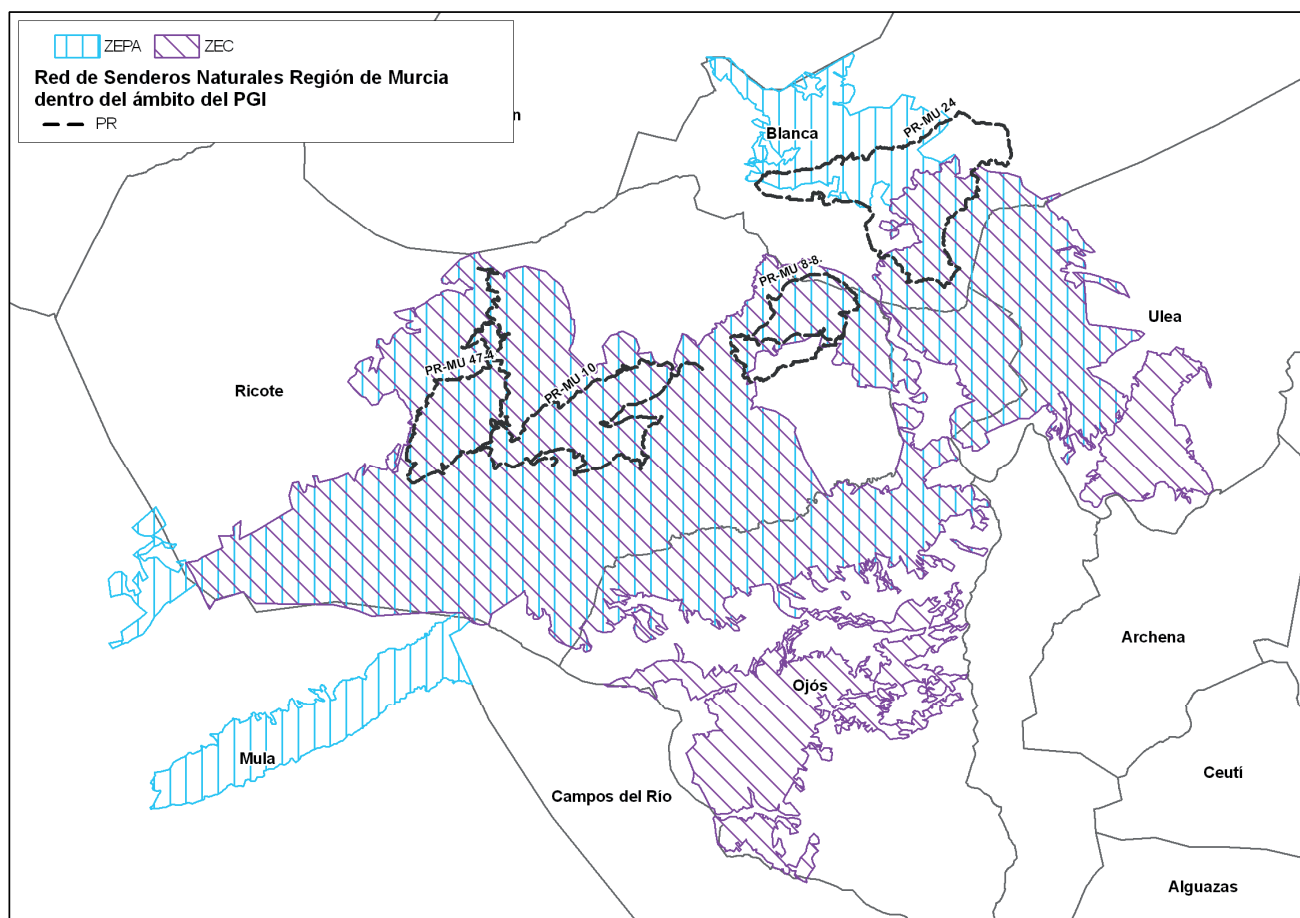 ZEPA ZEC
Red de Senderos Naturales Región de Murcia
dentro del ámbito del PGI
PR
n
Blanca
PR-MU 24
PR-MU 8-8.
Ulea
PR-MU 47-4
PR-MU -10
Ricote
Archena
Ojós
Mula
Ceutí
Campos del Río
Alguazas